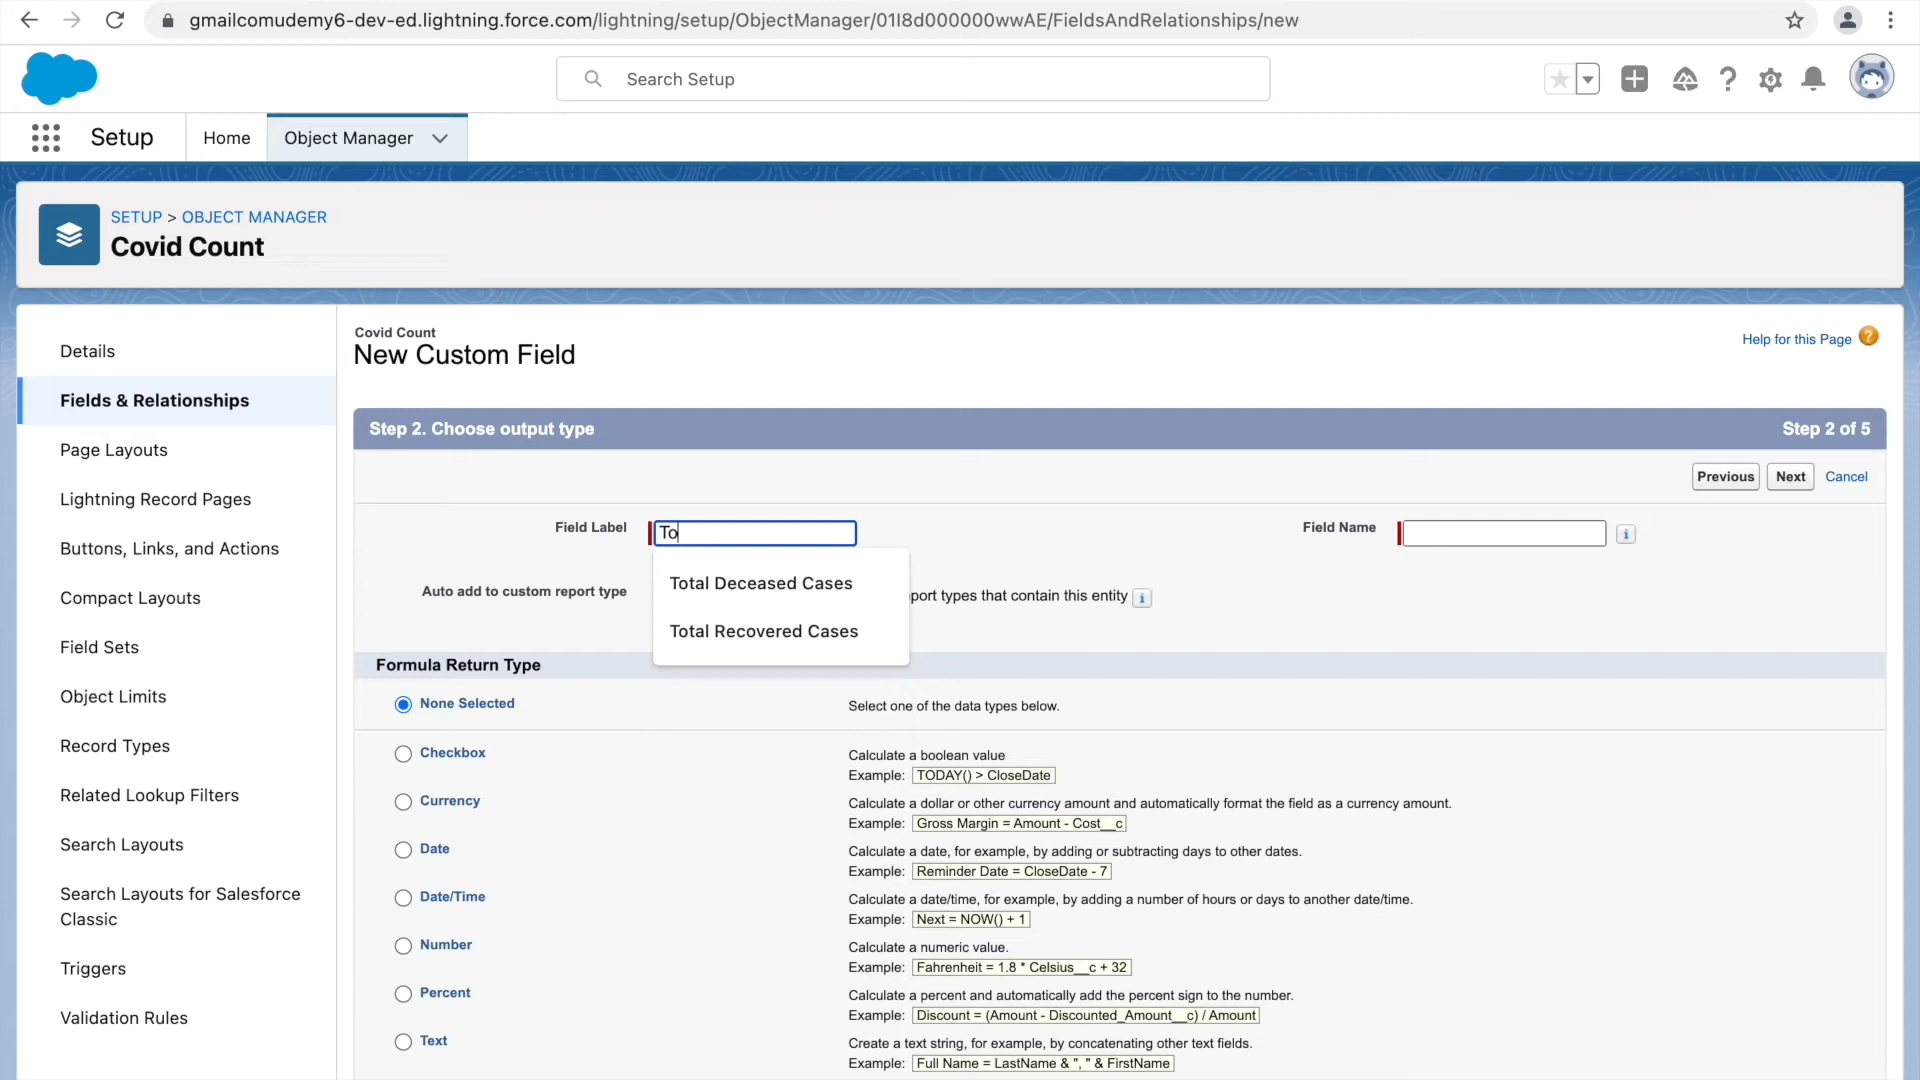 gmailcomudemy6-dev-ed.lightning.force.com/lightning/setup/ObjectManager/01I8d000000wwAE/FieldsAndRelationships/new
Search Setup
Setup
Home
Object Manager
SETUP > OBJECT MANAGER
Covid Count
Details
Fields & Relationships
Page Layouts
Lightning Record Pages
Buttons, Links, and Actions
Compact Layouts
Field Sets
Object Limits
Record Types
Related Lookup Filters
Search Layouts
Search Layouts for Salesforce
Classic
Triggers
Validation Rules
Covid Count
New Custom Field
Help for this Page
Step 2. Choose output type
Step 2 of 5
Previous
Next
Cancel
Field Label
To
Field Name
Total Deceased Cases
Total Recovered Cases
Auto add to custom report type
port types that contain this entity
Formula Return Type
None Selected
Select one of the data types below.
Checkbox
Calculate a boolean value
Example: TODAY() > CloseDate
Currency
Calculate a dollar or other currency amount and automatically format the field as a currency amount.
Example: Gross Margin = Amount - Cost__c
Date
Calculate a date, for example, by adding or subtracting days to other dates.
Example: Reminder Date = CloseDate - 7
Date/Time
Calculate a date/time, for example, by adding a number of hours or days to another date/time.
Example: Next = NOW() + 1
Number
Calculate a numeric value.
Example: Fahrenheit = 1.8 * Celsius__c + 32
Percent
Calculate a percent and automatically add the percent sign to the number.
Example: Discount = (Amount - Discounted_Amount__c) / Amount
Text
Create a text string, for example, by concatenating other text fields.
Example: Full Name = LastName & ", " & FirstName